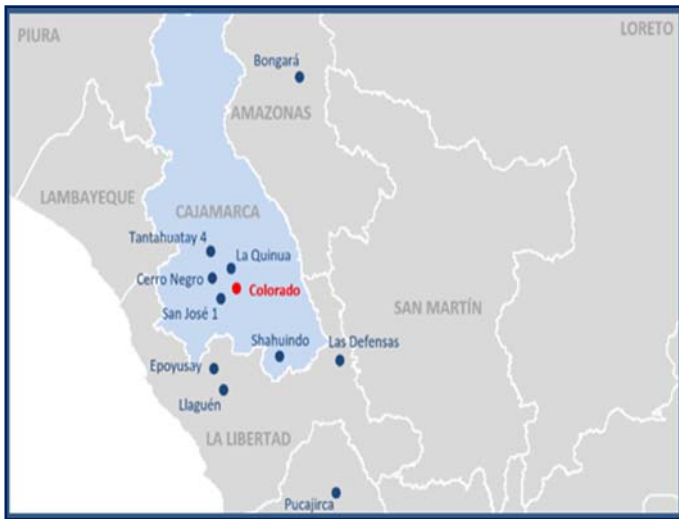 PIURA
LORETO
Bongará
AMAZONAS
LAMBAYEQUE
CAJAMARCA
Tantahuatay 4
La Quinua
Cerro Negro
Colorado
San José 1
SAN MARTÍN
Shahuindo
Las Defensas
Epoyusay
Llaguén
LA LIBERTAD
Pucajirca